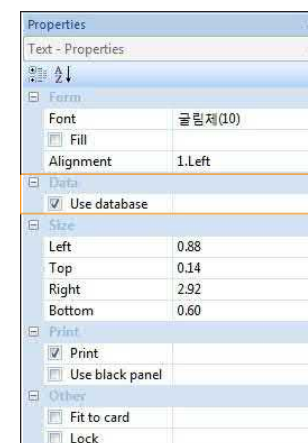 Properties
Text - Properties
Form
Font 굴림체(10)
Fill
Alignment 1.Left
Data
Use database
Size
Left 0.88
Top 0.14
Right 2.92
Bottom 0.60
Print
Print
Use black panel
Other
Fit to card
Lock